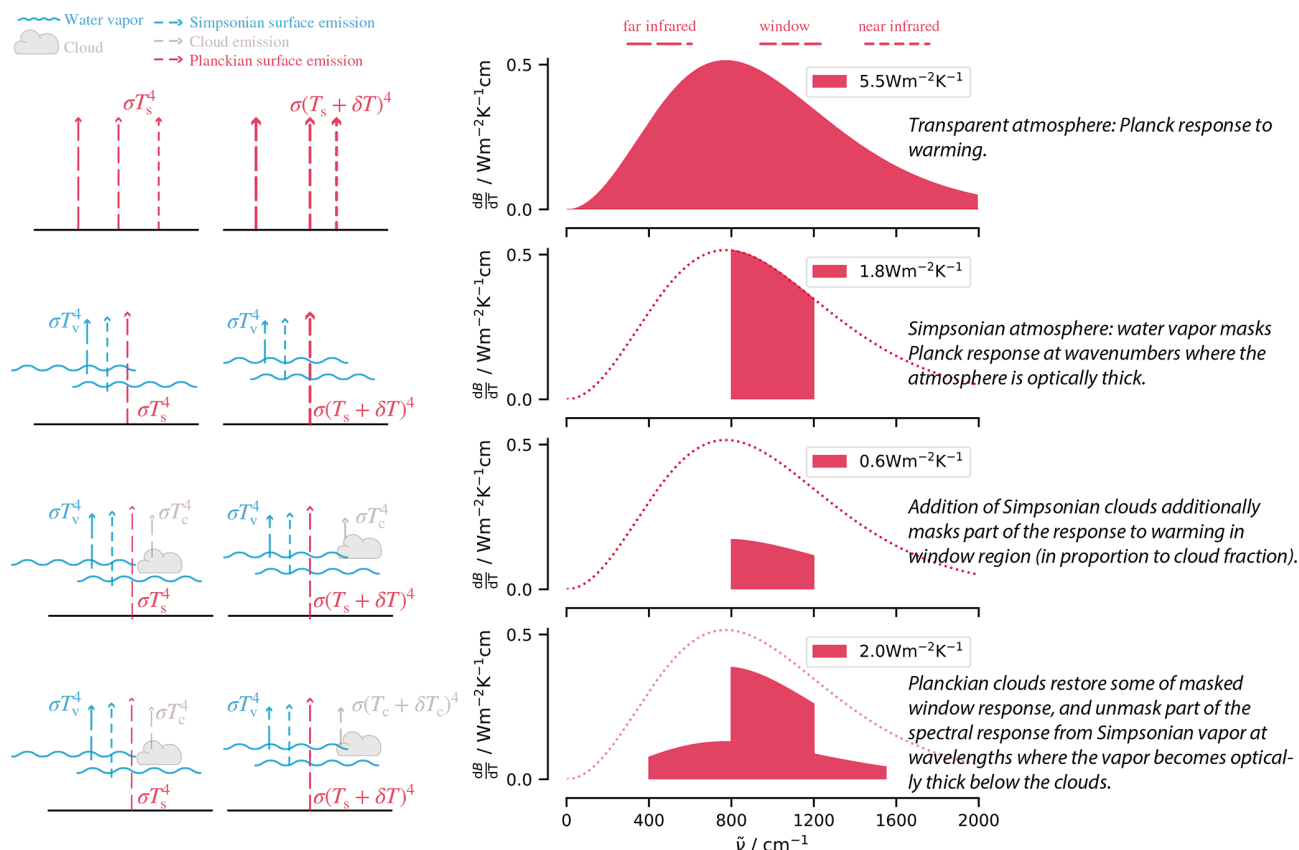 Water vapor
Cloud
Simpsonian surface emission
Cloud emission
Planckian surface emission
far infrared
window
near infrared
σT_s^4
σ(T_s + δT)^4
0.5
0.0
dB/dT / Wm−2K−1cm
5.5Wm−2K−1
Transparent atmosphere: Planck response to
warming.
σT_v^4
σT_s^4
σT_v^4
σ(T_s + δT)^4
0.5
0.0
dB/dT / Wm−2K−1cm
1.8Wm−2K−1
Simpsonian atmosphere: water vapor masks
Planck response at wavenumbers where the
atmosphere is optically thick.
σT_v^4
σT_c^4
σT_s^4
σT_v^4
σT_c^4
σ(T_s + δT)^4
0.5
0.0
dB/dT / Wm−2K−1cm
0.6Wm−2K−1
Addition of Simpsonian clouds additionally
masks part of the response to warming in
window region (in proportion to cloud fraction).
σT_v^4
σT_c^4
σT_s^4
σT_v^4
σ(T_c + δT_c)^4
σ(T_s + δT)^4
0.5
0.0
dB/dT / Wm−2K−1cm
2.0Wm−2K−1
Planckian clouds restore some of masked
window response, and unmask part of the
spectral response from Simpsonian vapor at
wavelengths where the vapor becomes optical-
ly thick below the clouds.
0 400 800 1200 1600 2000
ν̃ / cm−1